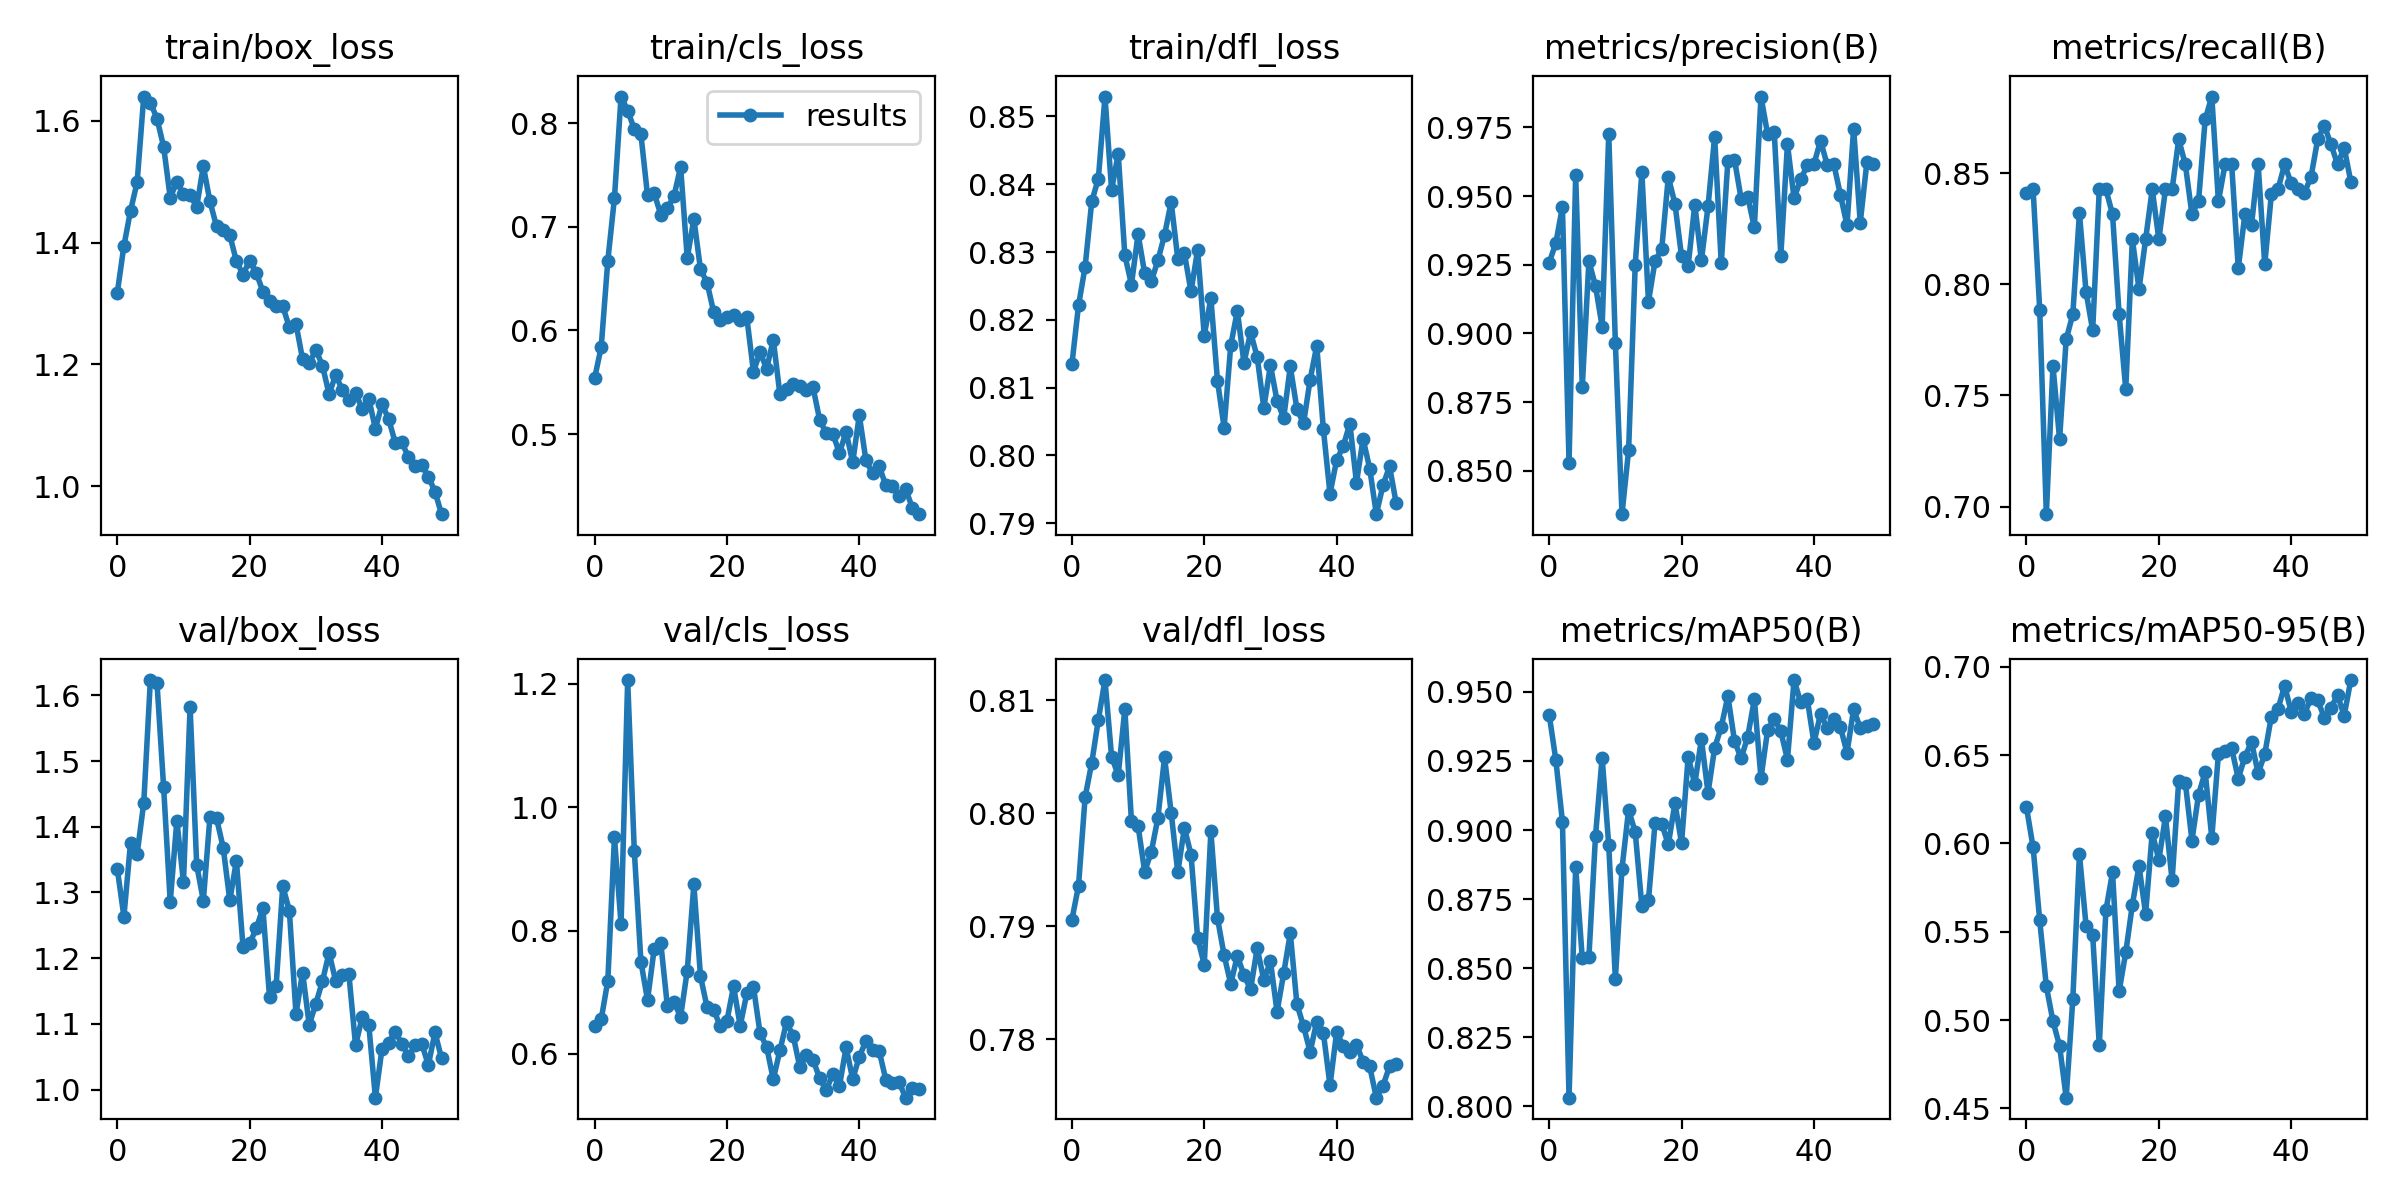 train/box_loss
1.6
1.4
1.2
1.0
0 20 40
train/cls_loss
results
0.8
0.7
0.6
0.5
0 20 40
train/dfl_loss
0.85
0.84
0.83
0.82
0.81
0.80
0.79
0 20 40
metrics/precision(B)
0.975
0.950
0.925
0.900
0.875
0.850
0 20 40
metrics/recall(B)
0.85
0.80
0.75
0.70
0 20 40
val/box_loss
1.6
1.5
1.4
1.3
1.2
1.1
1.0
0 20 40
val/cls_loss
1.2
1.0
0.8
0.6
0 20 40
val/dfl_loss
0.81
0.80
0.79
0.78
0 20 40
metrics/mAP50(B)
0.950
0.925
0.900
0.875
0.850
0.825
0.800
0 20 40
metrics/mAP50-95(B)
0.70
0.65
0.60
0.55
0.50
0.45
0 20 40